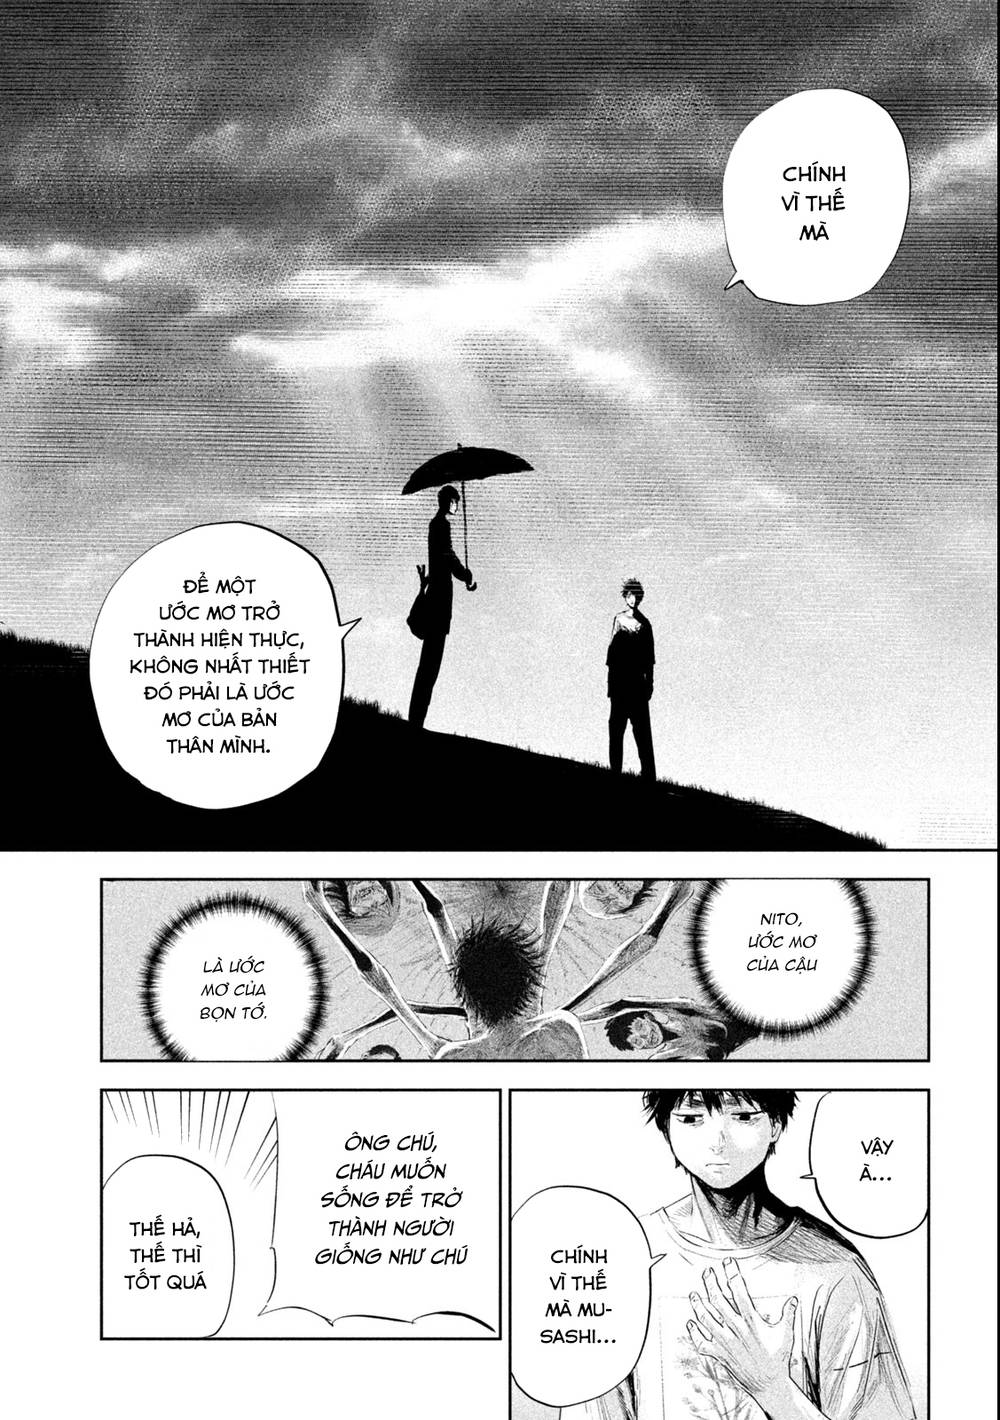 CHÍNH
VÌ THẾ
MÀ
ĐỂ MỘT
ƯỚC MƠ TRỞ
THÀNH HIỆN THỰC,
KHÔNG NHẤT THIẾT
ĐÓ PHẢI LÀ ƯỚC
MƠ CỦA BẢN
THÂN MÌNH.
NITO,
ƯỚC MƠ
CỦA CẬU
LÀ ƯỚC
MƠ CỦA
BỌN TỚ.
VẬY
À...
CHÍNH
VÌ THẾ
MÀ MU-
SASHI...
ÔNG CHÚ,
CHÁU MUỐN
SỐNG ĐỂ TRỞ
THÀNH NGƯỜI
GIỐNG NHƯ CHÚ
THẾ HẢ,
THẾ THÌ
TỐT QUÁ